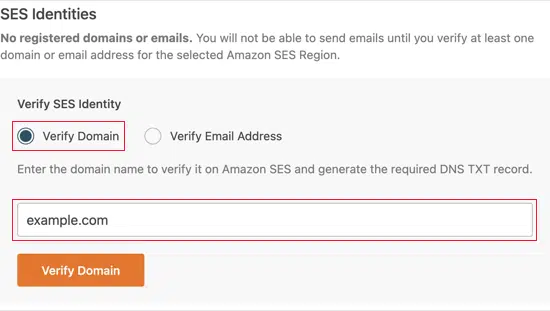 SES Identities
No registered domains or emails. You will not be able to send emails until you verify at least one
domain or email address for the selected Amazon SES Region.
Verify SES Identity
Verify Domain Verify Email Address
Enter the domain name to verify it on Amazon SES and generate the required DNS TXT record.
example.com
Verify Domain